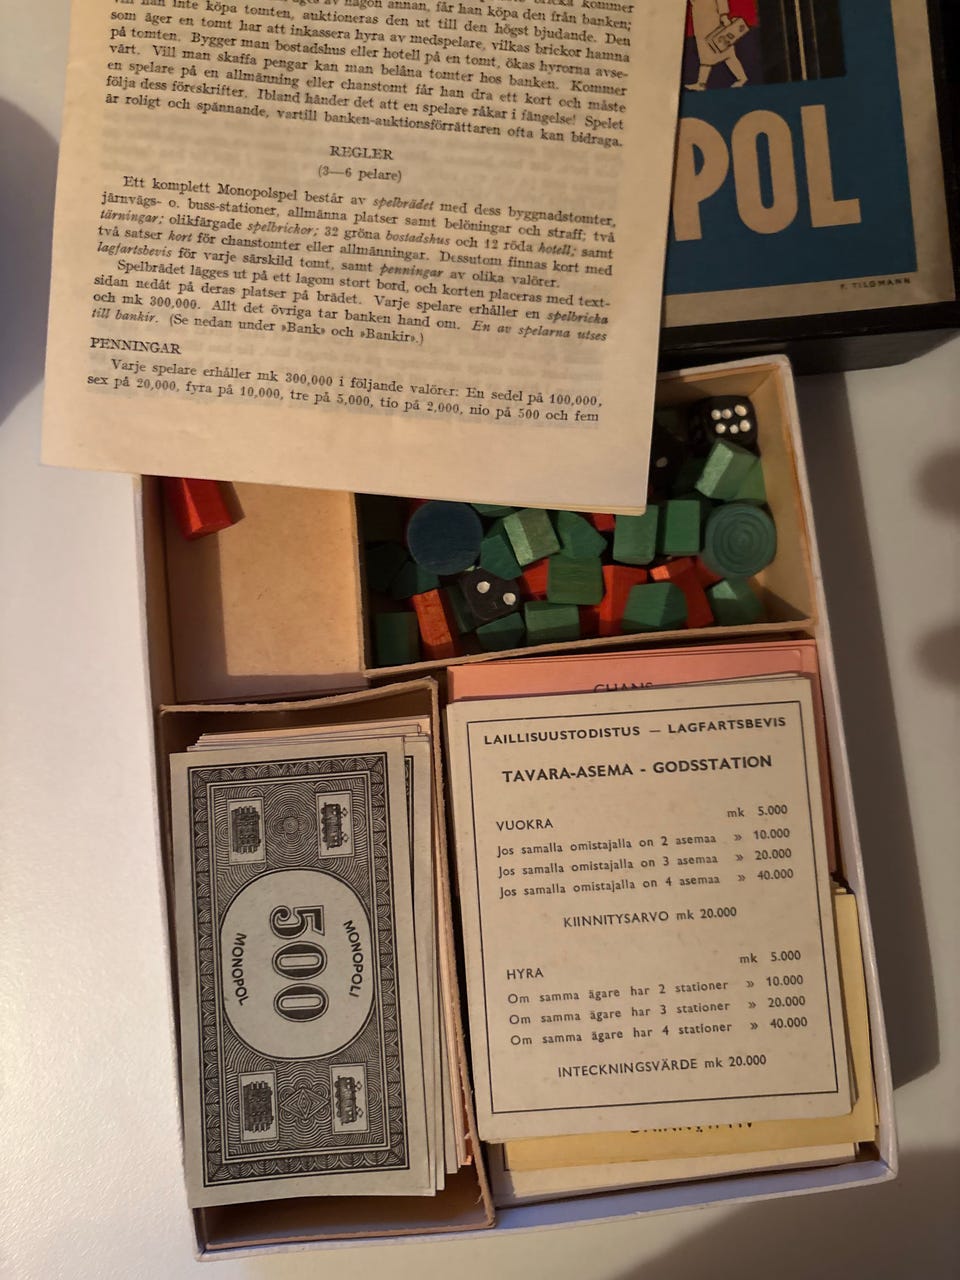 inte köpa tomten, auktioneras den ut till den högst bjudande. Den
som äger en tomt har att inkassera hyra av medspelare, vilkas brickor hamna
på tomten. Bygger man bostadshus eller hotell på en tomt, ökas hyrorna avse-
värt. Vill man skaffa pengar kan man belåna tomter hos banken. Kommer
en spelare på en allmänning eller chanstomt får han dra ett kort och måste
följa dess föreskrifter. Ibland händer det att en spelare råkar i fängelse! Spelet
är roligt och spännande, vartill banken-auktionsförrättaren ofta kan bidraga.
REGLER
(3—6 pelare)
Ett komplett Monopolspel består av spelbrädet med dess byggnadstomter,
järnvägs- o. buss-stationer, allmänna platser samt belöningar och straff; två
tärningar; olikfärgade spelbrickor; 32 gröna bostadshus och 12 röda hotell; samt
två satser kort för chanstomter eller allmänningar. Dessutom finnas kort med
lagfartsbevis för varje särskild tomt, samt penningar av olika valörer.
Spelbrädet lägges ut på ett lagom stort bord, och korten placeras med text-
sidan nedåt på deras platser på brädet. Varje spelare erhåller en spelbricka
och mk 300,000. Allt det övriga tar banken hand om. En av spelarna utses
till bankir. (Se nedan under »Bank» och »Bankir».)
PENNINGAR
Varje spelare erhåller mk 300,000 i följande valörer: En sedel på 100,000,
sex på 20,000, fyra på 10,000, tre på 5,000, tio på 2,000, nio på 500 och fem
POL
F. TILGMANN
CHANS
LAILLISUUSTODISTUS — LAGFARTSBEVIS
TAVARA-ASEMA - GODSSTATION
VUOKRA mk 5.000
Jos samalla omistajalla on 2 asemaa » 10.000
Jos samalla omistajalla on 3 asemaa » 20.000
Jos samalla omistajalla on 4 asemaa » 40.000
KIINNITYSARVO mk 20.000
HYRA mk 5.000
Om samma ägare har 2 stationer » 10.000
Om samma ägare har 3 stationer » 20.000
Om samma ägare har 4 stationer » 40.000
INTECKNINGSVÄRDE mk 20.000
MONOPOLI
500
MONOPOL